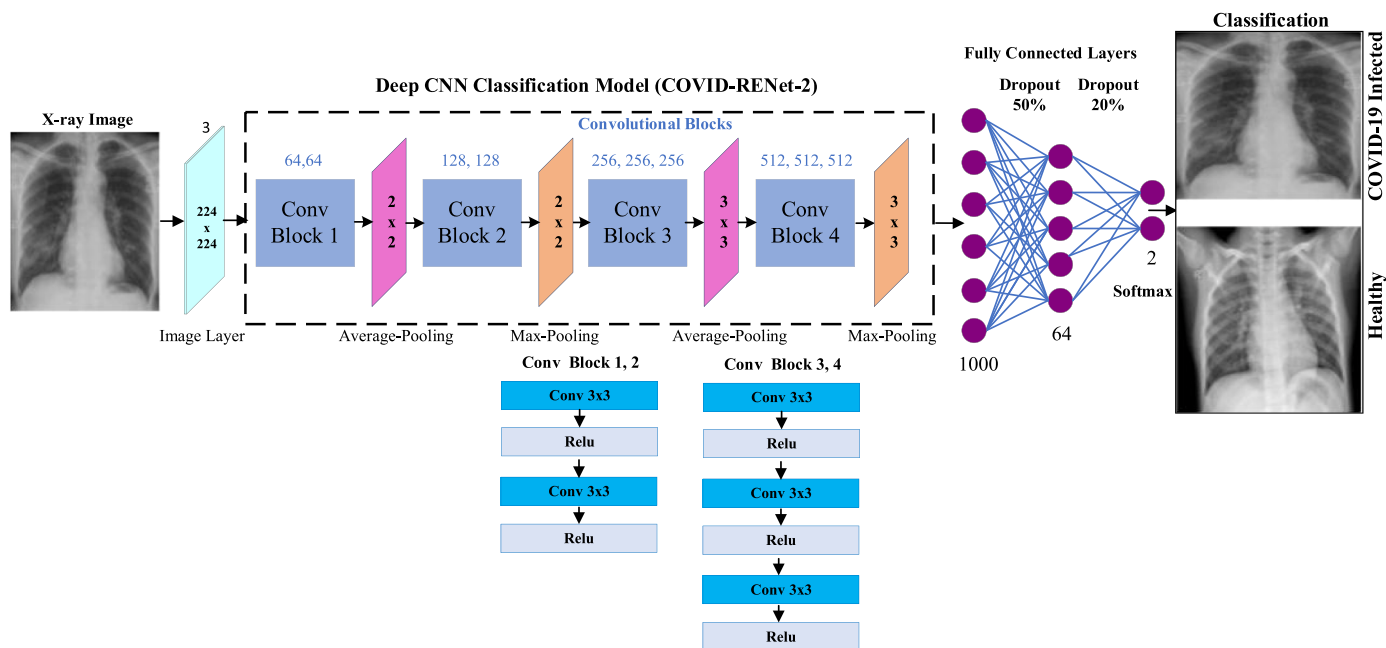 Classification
Fully Connected Layers
Dropout
50%
Dropout
20%
Deep CNN Classification Model (COVID-RENet-2)
X-ray Image
3
Convolutional Blocks
64,64
128, 128
256, 256, 256
512, 512, 512
224
x
224
Conv
Block 1
2
x
2
Conv
Block 2
2
x
2
Conv
Block 3
3
x
3
Conv
Block 4
3
x
3
2
Softmax
64
1000
COVID-19 Infected
Healthy
Image Layer
Average-Pooling
Max-Pooling
Average-Pooling
Max-Pooling
Conv Block 1, 2
Conv 3x3
Relu
Conv 3x3
Relu
Conv Block 3, 4
Conv 3x3
Relu
Conv 3x3
Relu
Conv 3x3
Relu